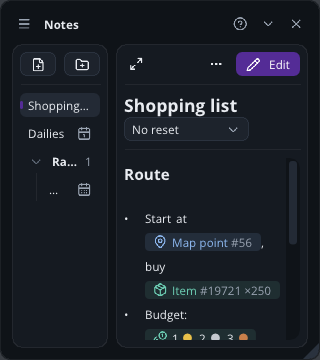 Notes
Edit
Shopping...
Dailies
Ra... 1
...
Shopping list
No reset
Route
• Start at
Map point #56 ,
buy
Item #19721 ×250
• Budget:
1 2 3